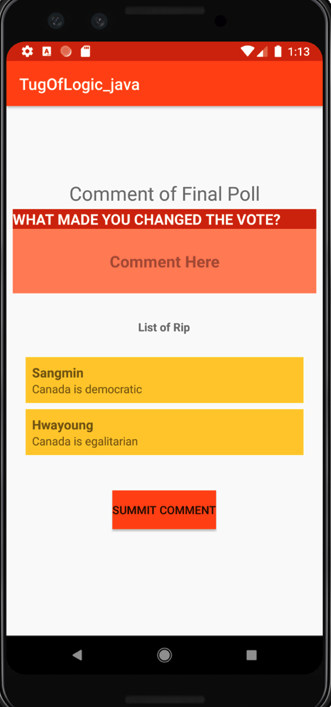 1:13
TugOfLogic_java
Comment of Final Poll
WHAT MADE YOU CHANGED THE VOTE?
Comment Here
List of Rip
Sangmin
Canada is democratic
Hwayoung
Canada is egalitarian
SUMMIT COMMENT